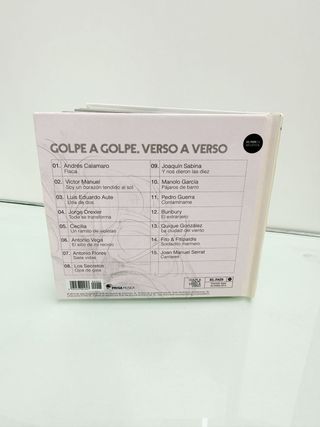 GOLPE A GOLPE. VERSO A VERSO
01. Andrés Calamaro
Flaca
02. Víctor Manuel
Soy un corazón tendido al sol
03. Luis Eduardo Aute
Una de dos
04. Jorge Drexler
Todo se transforma
05. Cecilia
Un ramito de violetas
06. Antonio Vega
El sitio de mi recreo
07. Antonio Flores
Siete vidas
08. Los Secretos
Ojos de gata
09. Joaquín Sabina
Y nos dieron las diez
10. Manolo García
Pájaros de barro
11. Pedro Guerra
Contamíname
12. Bunbury
El extranjero
13. Quique González
La ciudad del viento
14. Fito & Fitipaldis
Soldadito marinero
15. Joan Manuel Serrat
Cantares
PRISA MÚSICA
EL PAÍS